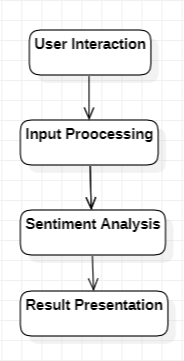 User Interaction
Input Proocessing
Sentiment Analysis
Result Presentation